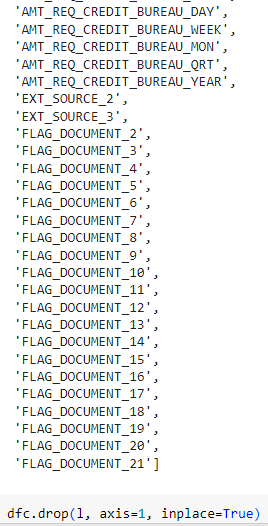 'AMT_REQ_CREDIT_BUREAU_DAY',
'AMT_REQ_CREDIT_BUREAU_WEEK',
'AMT_REQ_CREDIT_BUREAU_MON',
'AMT_REQ_CREDIT_BUREAU_QRT',
'AMT_REQ_CREDIT_BUREAU_YEAR',
'EXT_SOURCE_2',
'EXT_SOURCE_3',
'FLAG_DOCUMENT_2',
'FLAG_DOCUMENT_3',
'FLAG_DOCUMENT_4',
'FLAG_DOCUMENT_5',
'FLAG_DOCUMENT_6',
'FLAG_DOCUMENT_7',
'FLAG_DOCUMENT_8',
'FLAG_DOCUMENT_9',
'FLAG_DOCUMENT_10',
'FLAG_DOCUMENT_11',
'FLAG_DOCUMENT_12',
'FLAG_DOCUMENT_13',
'FLAG_DOCUMENT_14',
'FLAG_DOCUMENT_15',
'FLAG_DOCUMENT_16',
'FLAG_DOCUMENT_17',
'FLAG_DOCUMENT_18',
'FLAG_DOCUMENT_19',
'FLAG_DOCUMENT_20',
'FLAG_DOCUMENT_21']
dfc.drop(l, axis=1, inplace=True)